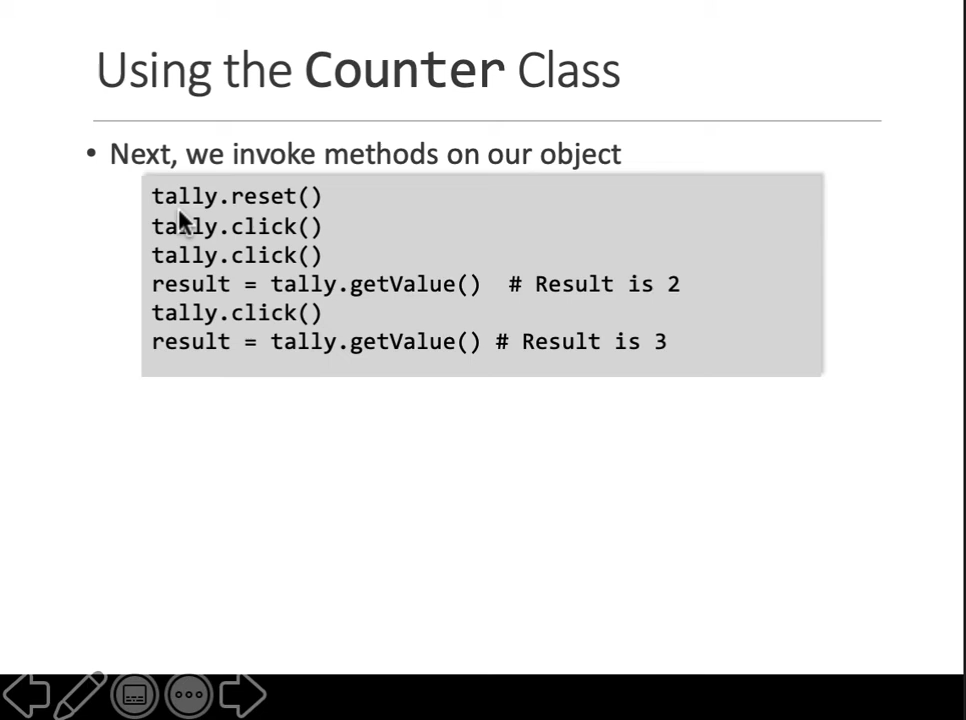 Using the Counter Class
• Next, we invoke methods on our object
tally.reset()
tally.click()
tally.click()
result = tally.getValue()  # Result is 2
tally.click()
result = tally.getValue() # Result is 3